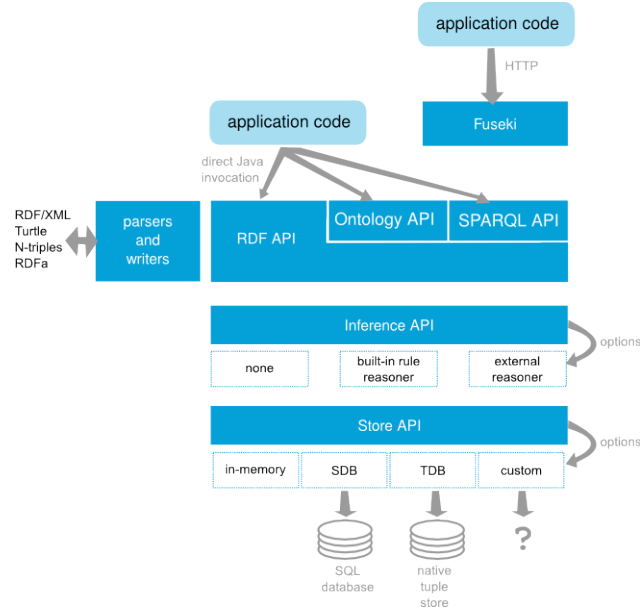 application code
HTTP
Fuseki
application code
direct Java
invocation
RDF/XML
Turtle
N-triples
RDFa
parsers
and
writers
RDF API
Ontology API
SPARQL API
Inference API
options
none
built-in rule
reasoner
external
reasoner
Store API
options
in-memory
SDB
TDB
custom
SQL
database
native
tuple
store
?